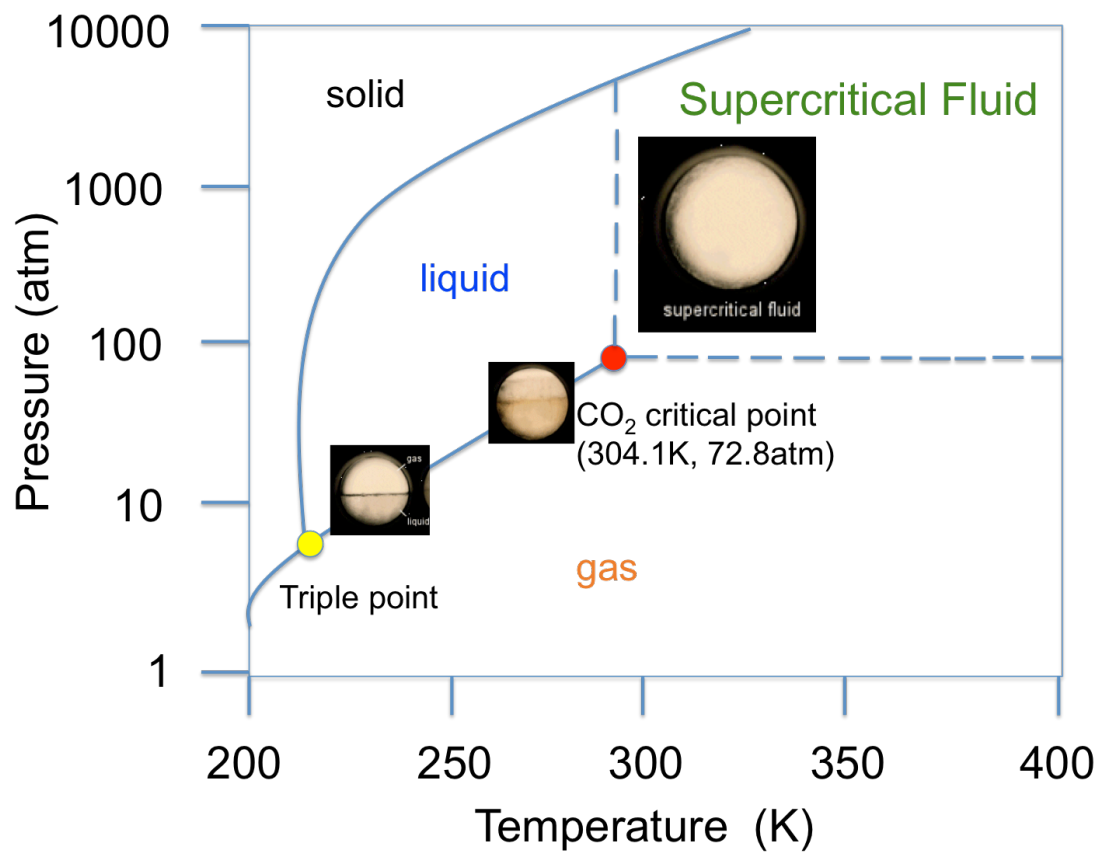 10000
solid
Supercritical Fluid
1000
supercritical fluid
liquid
100
CO₂ critical point
(304.1K, 72.8atm)
gas
liquid
10
gas
Triple point
1
Pressure (atm)
200
250
300
350
400
Temperature (K)